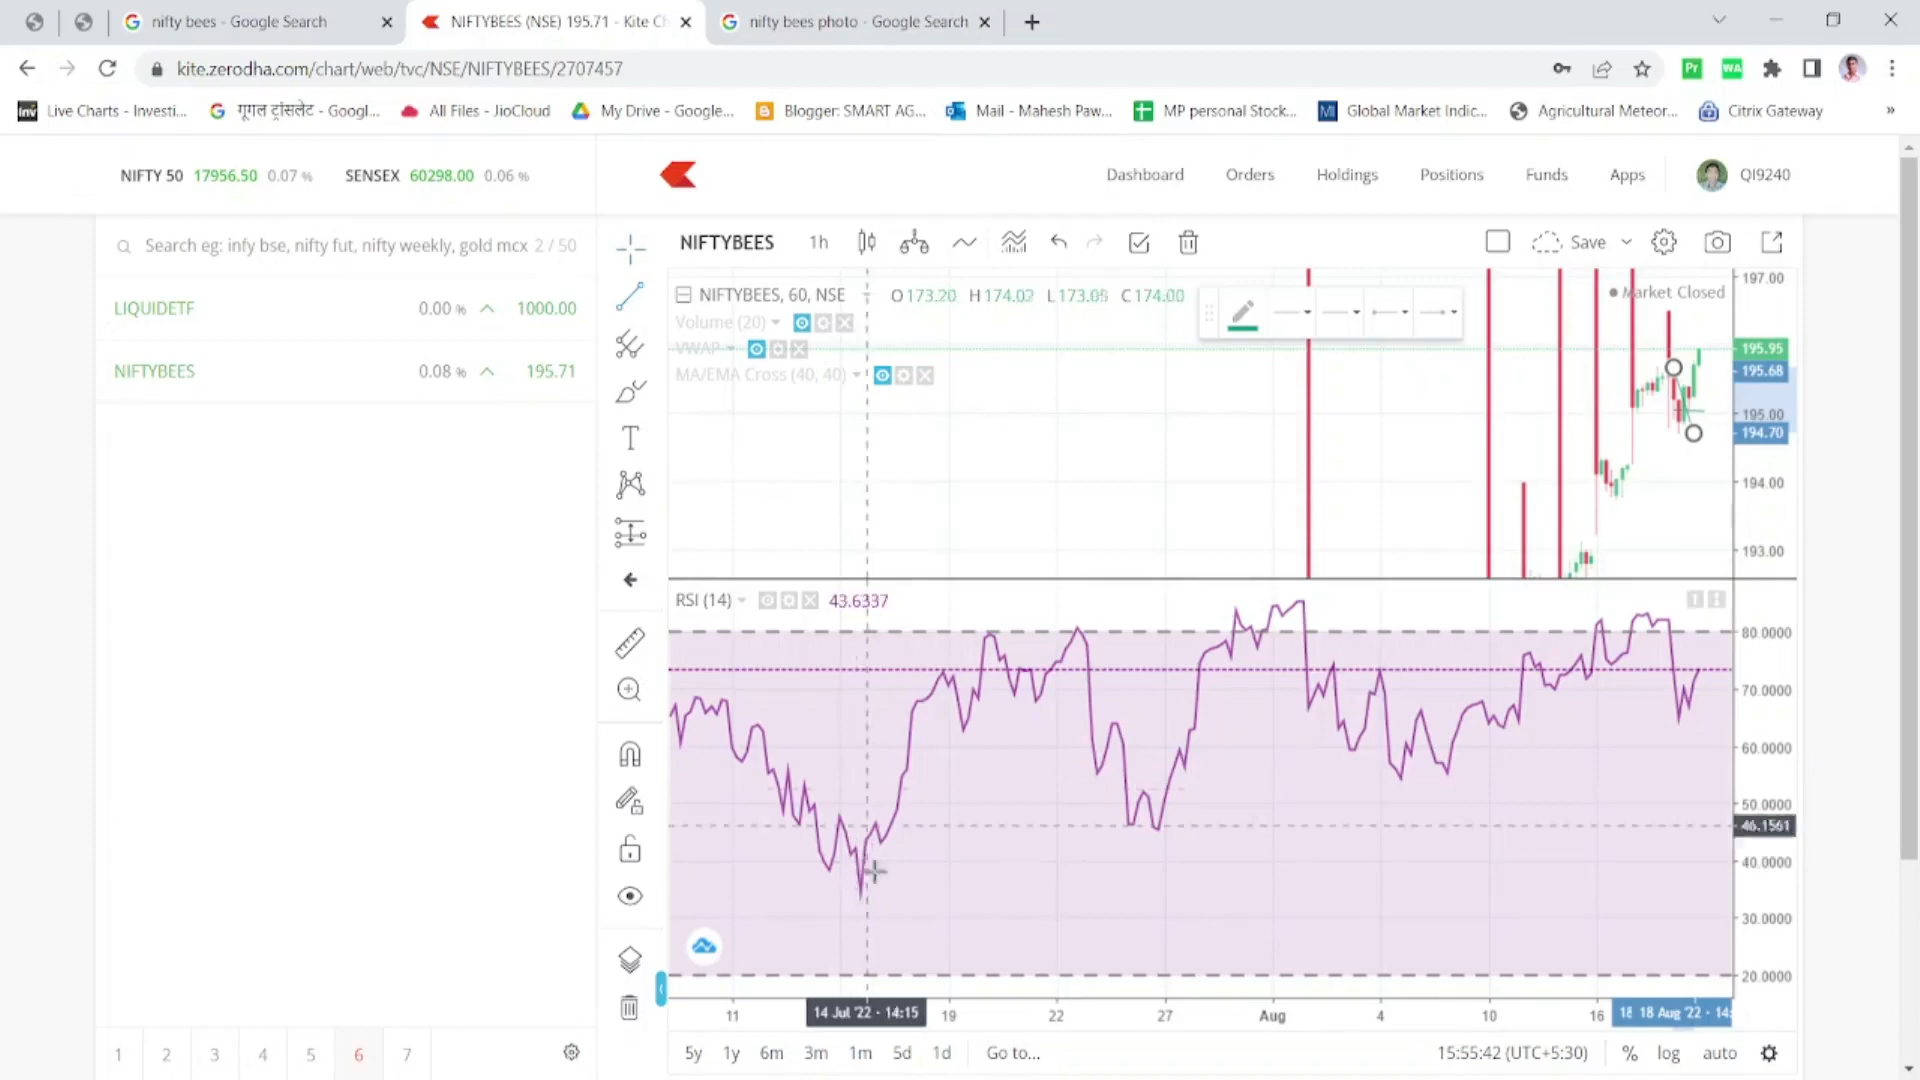 nifty bees - Google Search
NIFTYBEES (NSE) 195.71 - Kite Ch
nifty bees photo - Google Search
kite.zerodha.com/chart/web/tvc/NSE/NIFTYBEES/2707457
Live Charts - Investi...
गूगल ट्रांसलेट - Googl...
All Files - JioCloud
My Drive - Google...
Blogger: SMART AG...
Mail - Mahesh Paw...
MP personal Stock...
Global Market Indic...
Agricultural Meteor...
Citrix Gateway
»
NIFTY 50 17956.50 0.07 %
SENSEX 60298.00 0.06 %
Dashboard
Orders
Holdings
Positions
Funds
Apps
QI9240
Search eg: infy bse, nifty fut, nifty weekly, gold mcx 2 / 50
LIQUIDETF 0.00 % 1000.00
NIFTYBEES 0.08 % 195.71
NIFTYBEES 1h
Save
NIFTYBEES, 60, NSE O173.20 H174.02 L173.05 C174.00
Market Closed
Volume (20)
VWAP
MA/EMA Cross (40, 40)
197.00
195.95
195.68
195.00
194.70
194.00
193.00
RSI (14) 43.6337
80.0000
70.0000
60.0000
50.0000
46.1561
40.0000
30.0000
20.0000
11
14 Jul '22 - 14:15
19
22
27
Aug
4
10
16
18 18 Aug '22 - 14:
5y 1y 6m 3m 1m 5d 1d Go to...
15:55:42 (UTC+5:30) % log auto
1 2 3 4 5 6 7